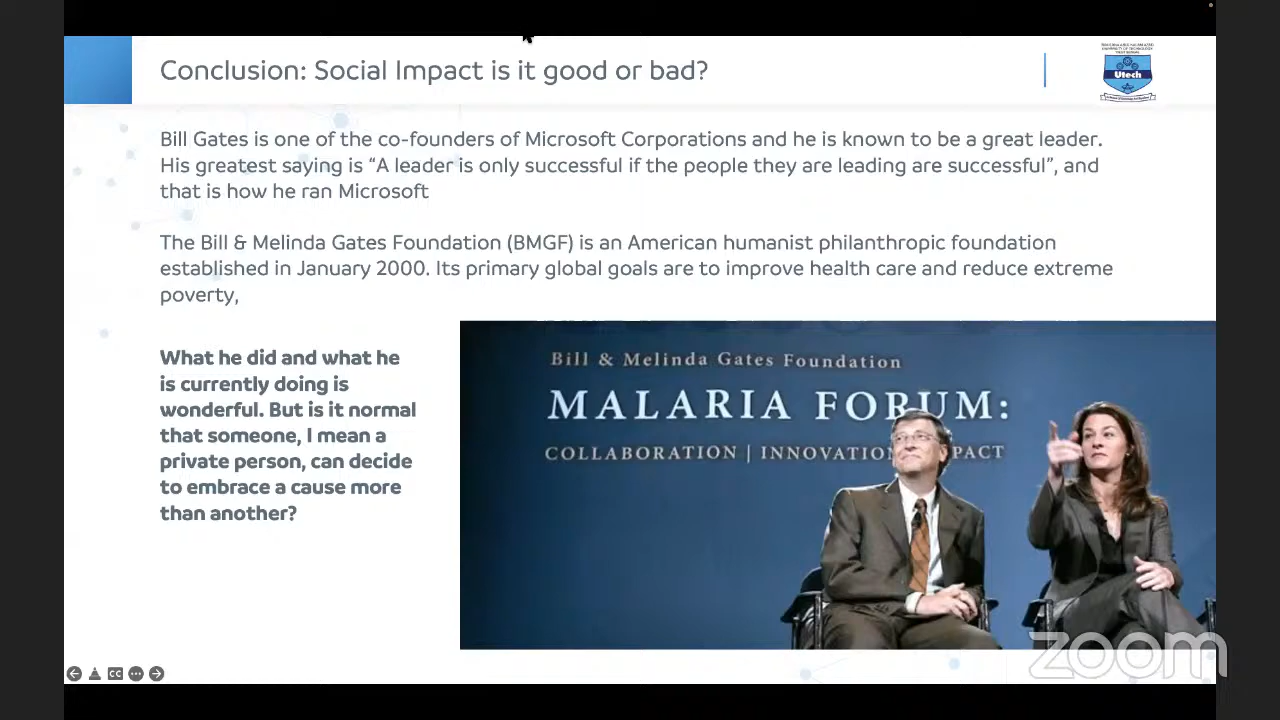 Conclusion: Social Impact is it good or bad?
Utech
Bill Gates is one of the co-founders of Microsoft Corporations and he is known to be a great leader.
His greatest saying is “A leader is only successful if the people they are leading are successful”, and
that is how he ran Microsoft
The Bill & Melinda Gates Foundation (BMGF) is an American humanist philanthropic foundation
established in January 2000. Its primary global goals are to improve health care and reduce extreme
poverty,
What he did and what he
is currently doing is
wonderful. But is it normal
that someone, I mean a
private person, can decide
to embrace a cause more
than another?
Bill & Melinda Gates Foundation
MALARIA FORUM:
COLLABORATION | INNOVATION PACT
CC
zoom